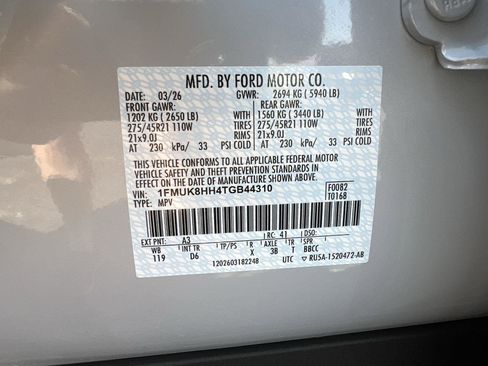 MFD. BY FORD MOTOR CO.
DATE: 03/26 GVWR: 2694 KG ( 5940 LB)
FRONT GAWR: REAR GAWR:
1202 KG ( 2650 LB) 1560 KG ( 3440 LB)
275/45R21 110W TIRES 275/45R21 110W TIRES
21x9.0J RIMS 21x9.0J RIMS
AT 230 kPa/ 33 PSI COLD AT 230 kPa/ 33 PSI COLD
THIS VEHICLE CONFORMS TO ALL APPLICABLE FEDERAL MOTOR
VEHICLE SAFETY AND THEFT PREVENTION STANDARDS IN
EFFECT ON THE DATE OF MANUFACTURE SHOWN ABOVE.
VIN: 1FMUK8HH4TGB44310 F0082
TYPE: MPV T0168
EXT PNT: A3 RC: 41
WB INT TR TP/PS R AXLE TR SPR
119 D6 X 3B T BBCC
1202603182248 UTC RU5A-1520472-AB